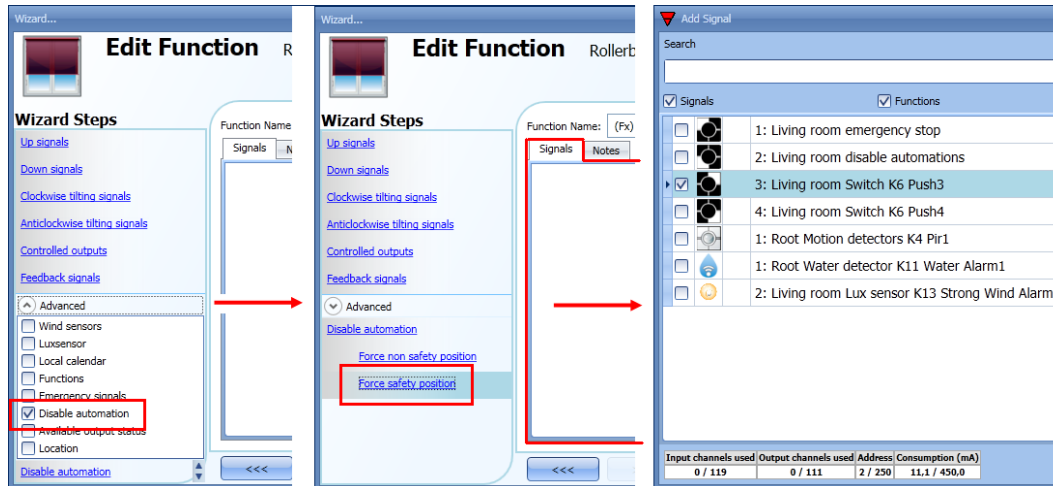 Wizard...
Edit Function R
Wizard Steps
Up signals
Down signals
Clockwise tilting signals
Anticlockwise tilting signals
Controlled outputs
Feedback signals
Advanced
Wind sensors
Luxsensor
Local calendar
Functions
Emergency signals
Disable automation
Available output status
Location
Disable automation
Function Name
Signals N
<<<
Wizard...
Edit Function Rollerb
Wizard Steps
Up signals
Down signals
Clockwise tilting signals
Anticlockwise tilting signals
Controlled outputs
Feedback signals
Advanced
Disable automation
Force non safety position
Force safety position
Function Name: (Fx)
Signals Notes
<<<
Add Signal
Search
Signals Functions
1: Living room emergency stop
2: Living room disable automations
3: Living room Switch K6 Push3
4: Living room Switch K6 Push4
1: Root Motion detectors K4 Pir1
1: Root Water detector K11 Water Alarm1
2: Living room Lux sensor K13 Strong Wind Alarm
Input channels used Output channels used Address Consumption (mA)
0 / 119 0 / 111 2 / 250 11,1 / 450,0